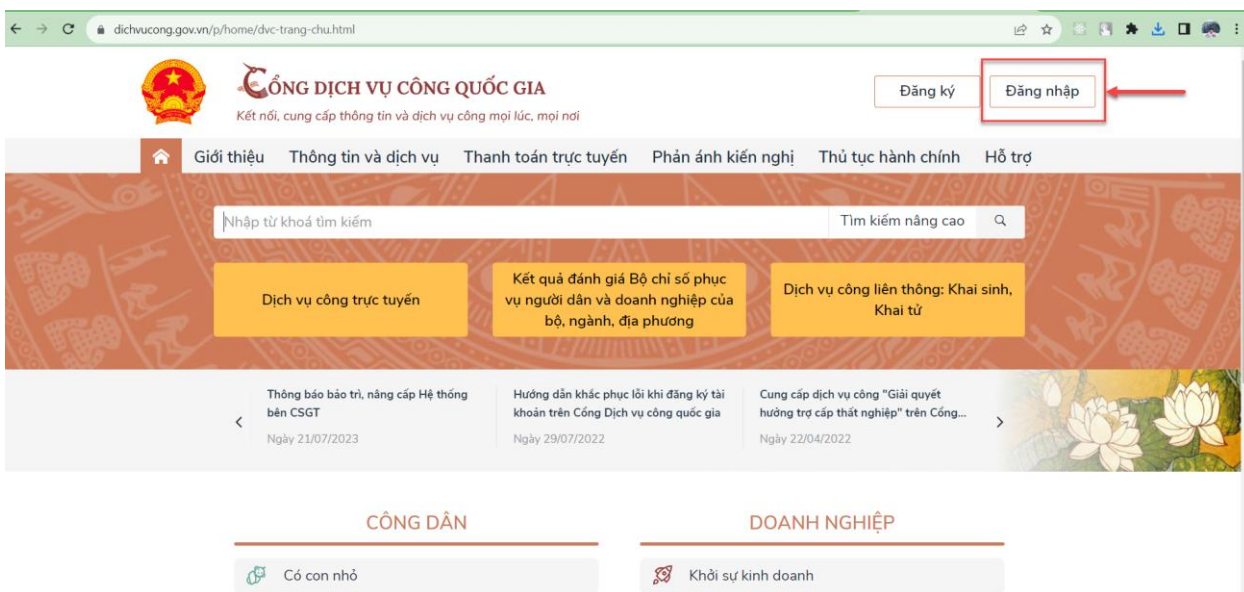 dichvucong.gov.vn/p/home/dvc-trang-chu.html
CỔNG DỊCH VỤ CÔNG QUỐC GIA
Kết nối, cung cấp thông tin và dịch vụ công mọi lúc, mọi nơi
Đăng ký
Đăng nhập
Giới thiệu
Thông tin và dịch vụ
Thanh toán trực tuyến
Phản ánh kiến nghị
Thủ tục hành chính
Hỗ trợ
Nhập từ khoá tìm kiếm
Tìm kiếm nâng cao
Dịch vụ công trực tuyến
Kết quả đánh giá Bộ chỉ số phục
vụ người dân và doanh nghiệp của
bộ, ngành, địa phương
Dịch vụ công liên thông: Khai sinh,
Khai tử
Thông báo bảo trì, nâng cấp Hệ thống
bên CSGT
Ngày 21/07/2023
Hướng dẫn khắc phục lỗi khi đăng ký tài
khoản trên Cổng Dịch vụ công quốc gia
Ngày 29/07/2022
Cung cấp dịch vụ công "Giải quyết
hưởng trợ cấp thất nghiệp" trên Cổng...
Ngày 22/04/2022
CÔNG DÂN
Có con nhỏ
DOANH NGHIỆP
Khởi sự kinh doanh